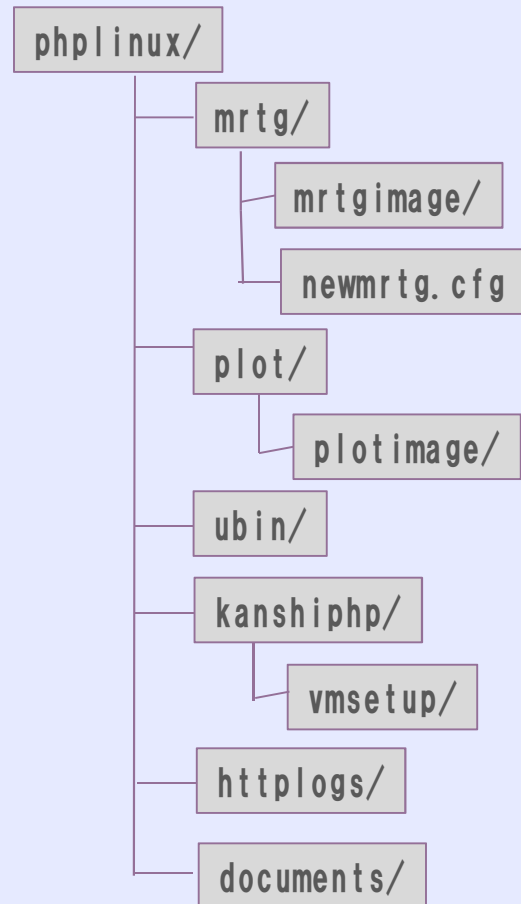 phplinux/
mrtg/
mrtgimage/
newmrtg.cfg
plot/
plotimage/
ubin/
kanshiphp/
vmsetup/
httplogs/
documents/